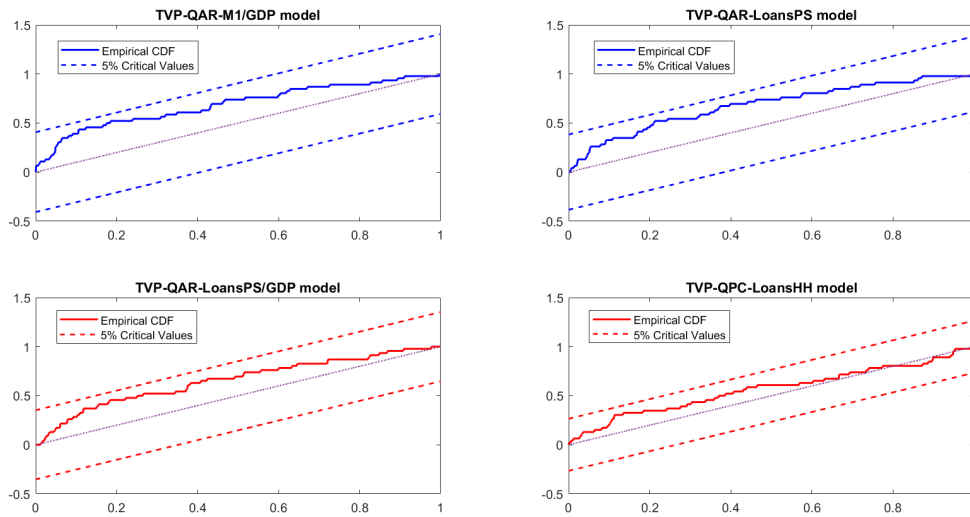 TVP-QAR-M1/GDP model
1.5
1
0.5
0
-0.5
Empirical CDF
5% Critical Values
0 0.2 0.4 0.6 0.8 1
TVP-QAR-LoansPS model
1.5
1
0.5
0
-0.5
Empirical CDF
5% Critical Values
0 0.2 0.4 0.6 0.8
TVP-QAR-LoansPS/GDP model
1.5
1
0.5
0
-0.5
Empirical CDF
5% Critical Values
0 0.2 0.4 0.6 0.8 1
TVP-QPC-LoansHH model
1.5
1
0.5
0
-0.5
Empirical CDF
5% Critical Values
0 0.2 0.4 0.6 0.8